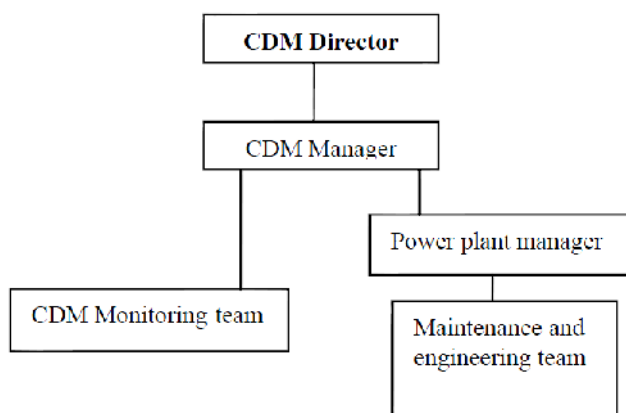 CDM Director
CDM Manager
Power plant manager
CDM Monitoring team
Maintenance and
engineering team